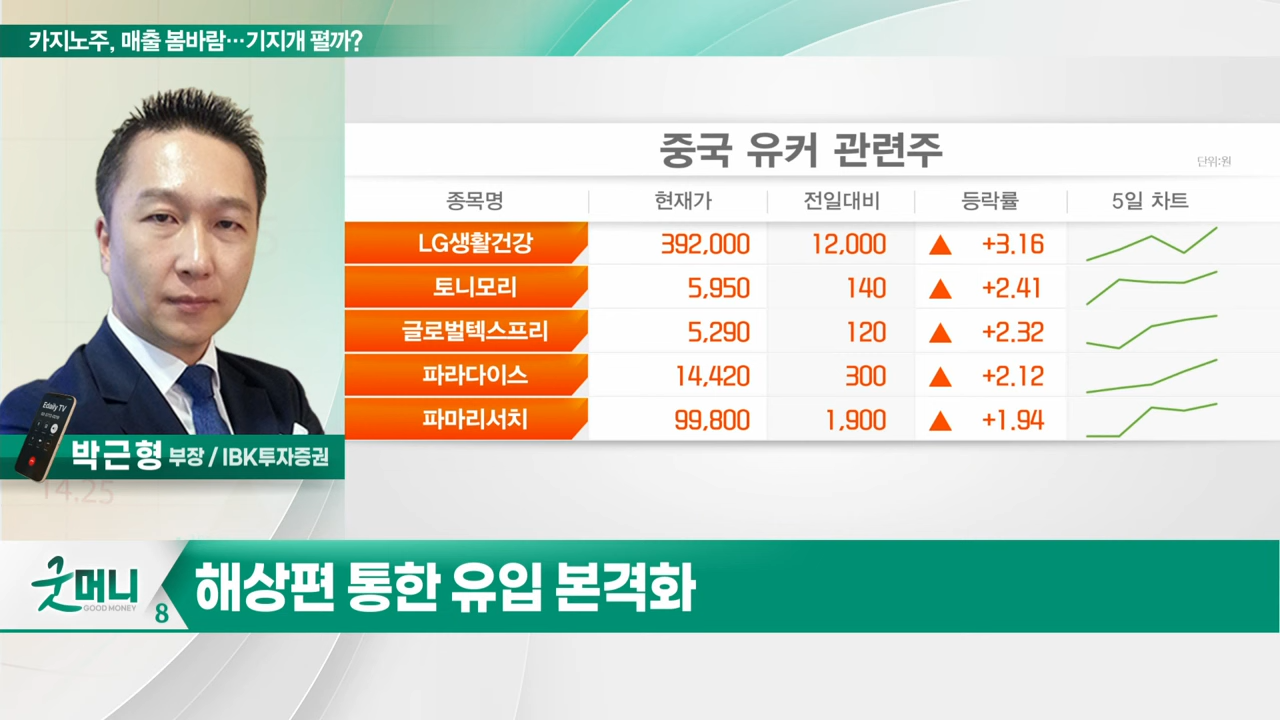 카지노주, 매출 봄바람…기지개 펼까?
중국 유커 관련주
단위:원
종목명 현재가 전일대비 등락률 5일 차트
LG생활건강 392,000 12,000 ▲ +3.16
토니모리 5,950 140 ▲ +2.41
글로벌텍스프리 5,290 120 ▲ +2.32
파라다이스 14,420 300 ▲ +2.12
파마리서치 99,800 1,900 ▲ +1.94
Edaily TV
박근형 부장 / IBK투자증권
14.25
굿머니
GOOD MONEY
8
해상편 통한 유입 본격화